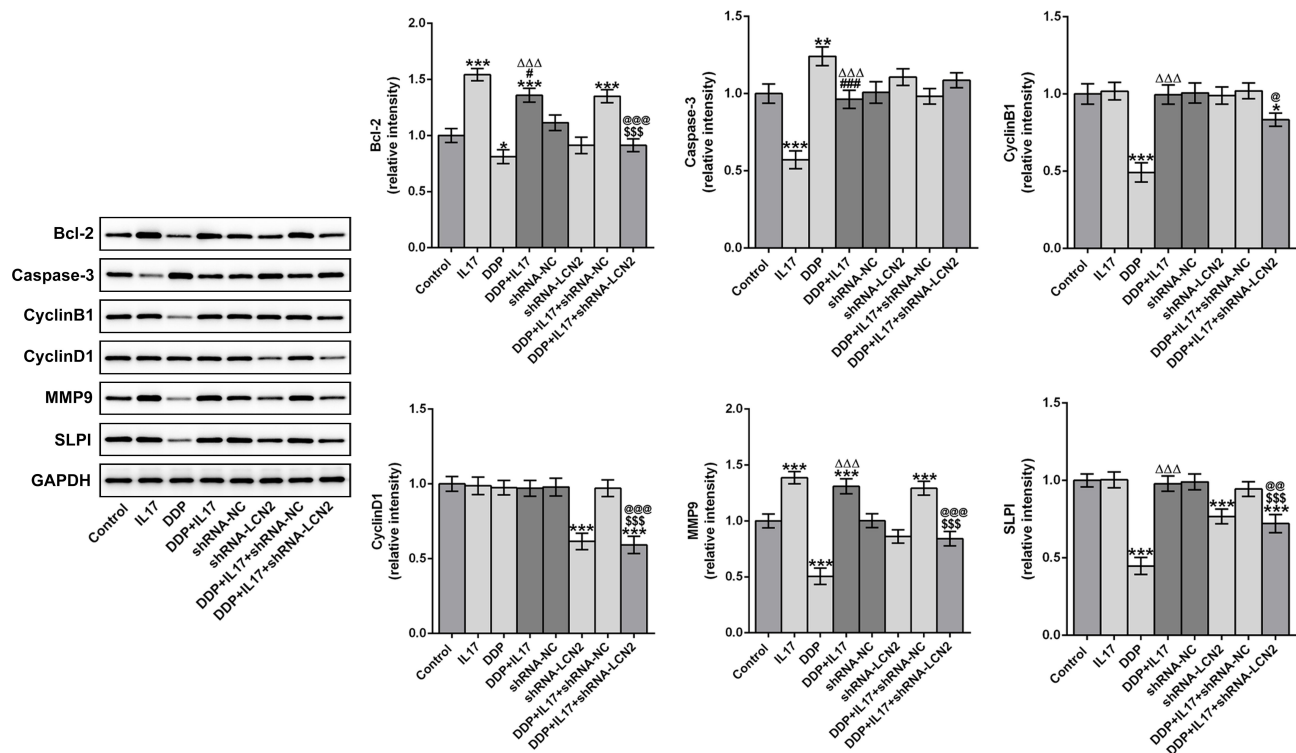 Bcl-2
Caspase-3
CyclinB1
CyclinD1
MMP9
SLPI
GAPDH
Control
IL17
DDP
DDP+IL17
shRNA-NC
shRNA-LCN2
DDP+IL17+shRNA-NC
DDP+IL17+shRNA-LCN2
Bcl-2
(relative intensity)
2.0
1.5
1.0
0.5
0.0
***
*
ΔΔΔ
#
***
***
@@@
$$$
Control
IL17
DDP
DDP+IL17
shRNA-NC
shRNA-LCN2
DDP+IL17+shRNA-NC
DDP+IL17+shRNA-LCN2
Caspase-3
(relative intensity)
1.5
1.0
0.5
0.0
***
**
ΔΔΔ
###
Control
IL17
DDP
DDP+IL17
shRNA-NC
shRNA-LCN2
DDP+IL17+shRNA-NC
DDP+IL17+shRNA-LCN2
CyclinB1
(relative intensity)
1.5
1.0
0.5
0.0
***
ΔΔΔ
@
*
Control
IL17
DDP
DDP+IL17
shRNA-NC
shRNA-LCN2
DDP+IL17+shRNA-NC
DDP+IL17+shRNA-LCN2
CyclinD1
(relative intensity)
1.5
1.0
0.5
0.0
***
@@@
$$$
***
Control
IL17
DDP
DDP+IL17
shRNA-NC
shRNA-LCN2
DDP+IL17+shRNA-NC
DDP+IL17+shRNA-LCN2
MMP9
(relative intensity)
2.0
1.5
1.0
0.5
0.0
***
***
ΔΔΔ
***
***
@@@
$$$
Control
IL17
DDP
DDP+IL17
shRNA-NC
shRNA-LCN2
DDP+IL17+shRNA-NC
DDP+IL17+shRNA-LCN2
SLPI
(relative intensity)
1.5
1.0
0.5
0.0
***
ΔΔΔ
***
@@
$$$
***
Control
IL17
DDP
DDP+IL17
shRNA-NC
shRNA-LCN2
DDP+IL17+shRNA-NC
DDP+IL17+shRNA-LCN2